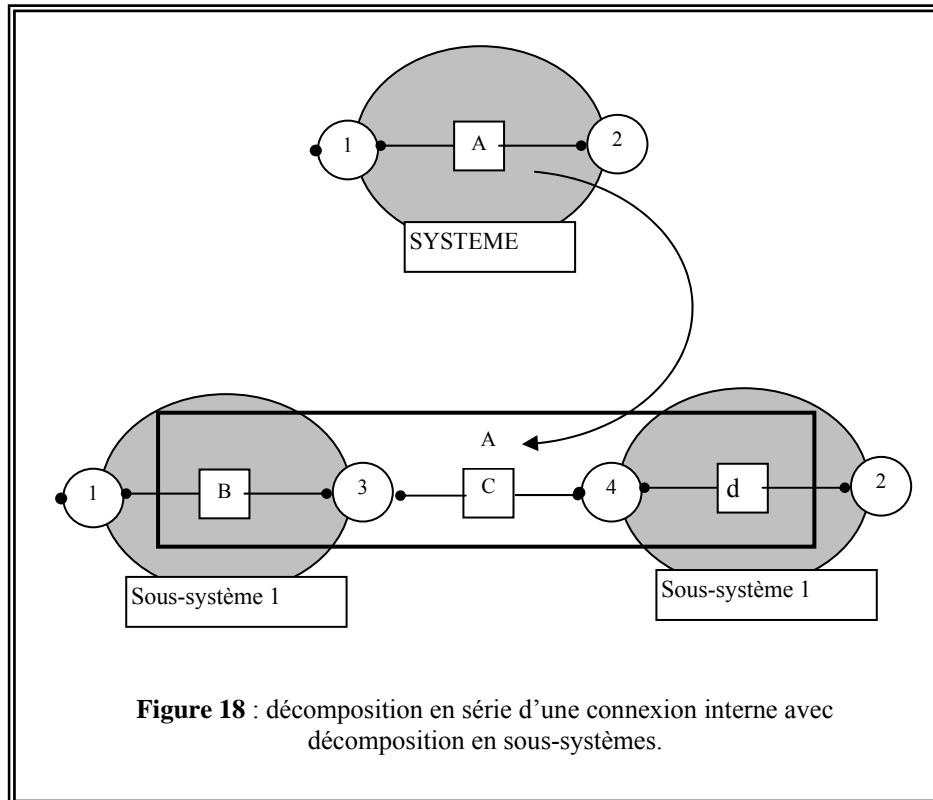 1
A
2
SYSTEME
A
1
B
3
C
4
d
2
Sous-système 1
Sous-système 1
Figure 18 : décomposition en série d’une connexion interne avec
décomposition en sous-systèmes.